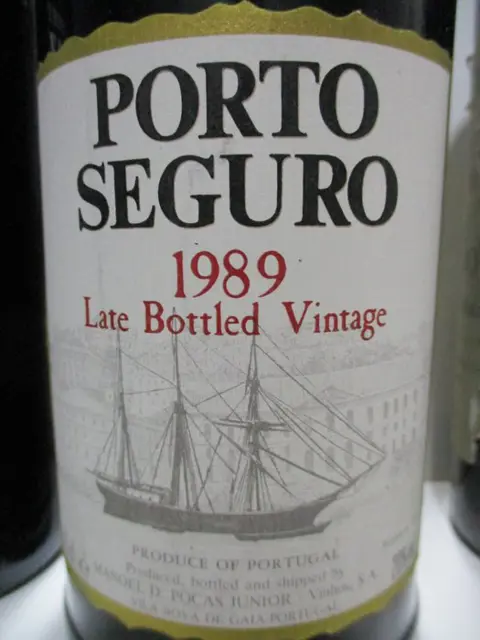 PORTO
SEGURO
1989
Late Bottled Vintage
PRODUCE OF PORTUGAL
Produced, bottled and shipped by
MANOEL D. POÇAS JUNIOR - Vinhos, S.A.
VILA NOVA DE GAIA-PORTUGAL